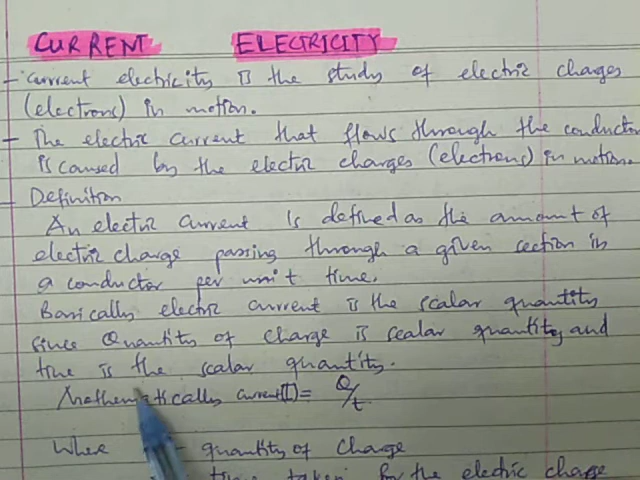 CURRENT ELECTRICITY
- Current electricity is the study of electric charges
(electrons) in motion.
- The electric current that flows through the conductor
is caused by the electric charges (electrons) in motion
- Definition
An electric current is defined as the amount of
electric charge passing through a given section in
a conductor per unit time.
Basically electric current is the scalar quantity
since Quantity of charge is scalar quantity and
time is the scalar quantity.
Mathematically current(I) = Q/t
Where - quantity of charge
time taken for the electric charge